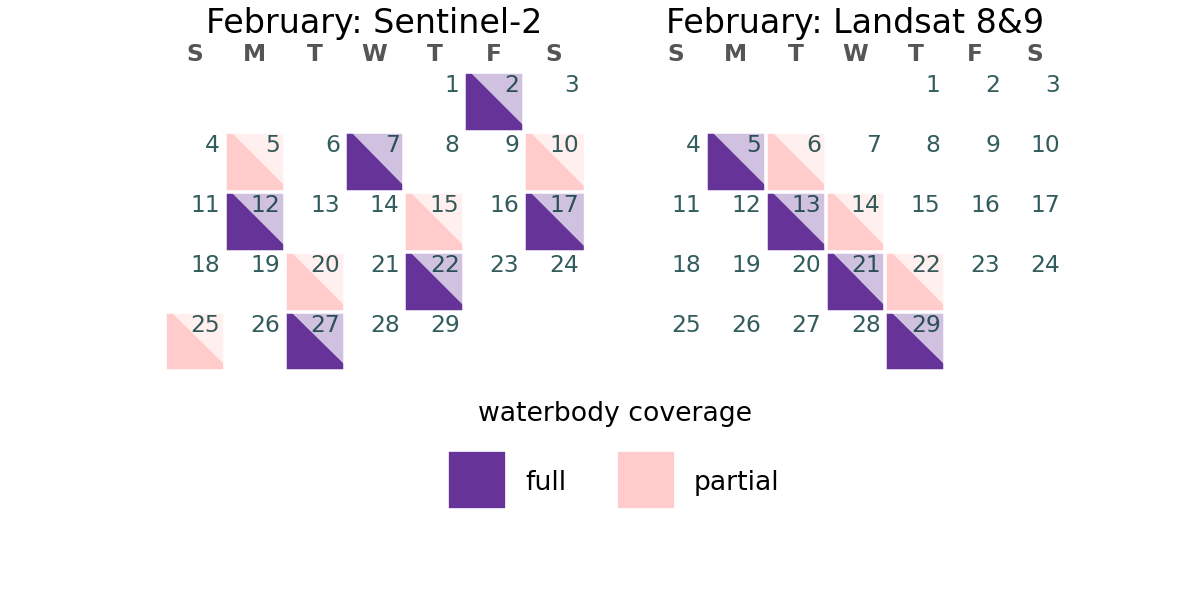 February: Sentinel-2
S M T W T F S
1 2 3
4 5 6 7 8 9 10
11 12 13 14 15 16 17
18 19 20 21 22 23 24
25 26 27 28 29
February: Landsat 8&9
S M T W T F S
1 2 3
4 5 6 7 8 9 10
11 12 13 14 15 16 17
18 19 20 21 22 23 24
25 26 27 28 29
waterbody coverage
full partial